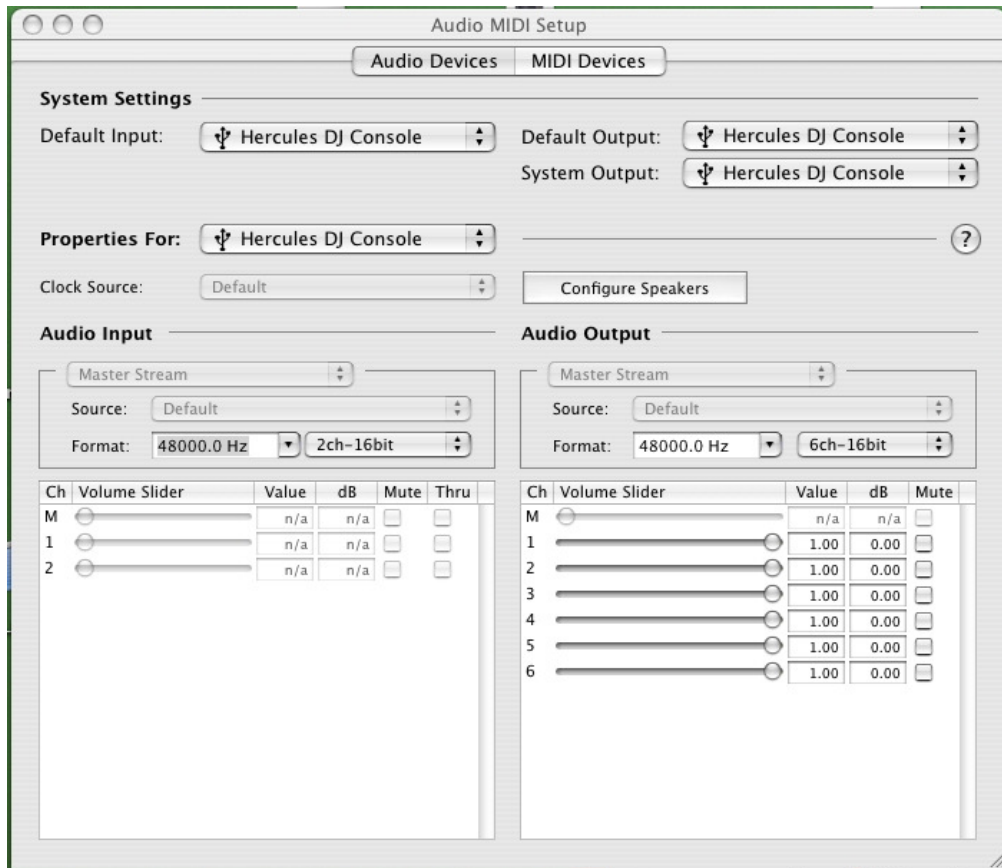 Audio MIDI Setup
Audio Devices MIDI Devices
System Settings
Default Input: Hercules DJ Console
Default Output: Hercules DJ Console
System Output: Hercules DJ Console
Properties For: Hercules DJ Console ?
Clock Source: Default
Configure Speakers
Audio Input
Master Stream
Source: Default
Format: 48000.0 Hz 2ch-16bit
Ch Volume Slider Value dB Mute Thru
M n/a n/a
1 n/a n/a
2 n/a n/a
Audio Output
Master Stream
Source: Default
Format: 48000.0 Hz 6ch-16bit
Ch Volume Slider Value dB Mute
M n/a n/a
1 1.00 0.00
2 1.00 0.00
3 1.00 0.00
4 1.00 0.00
5 1.00 0.00
6 1.00 0.00